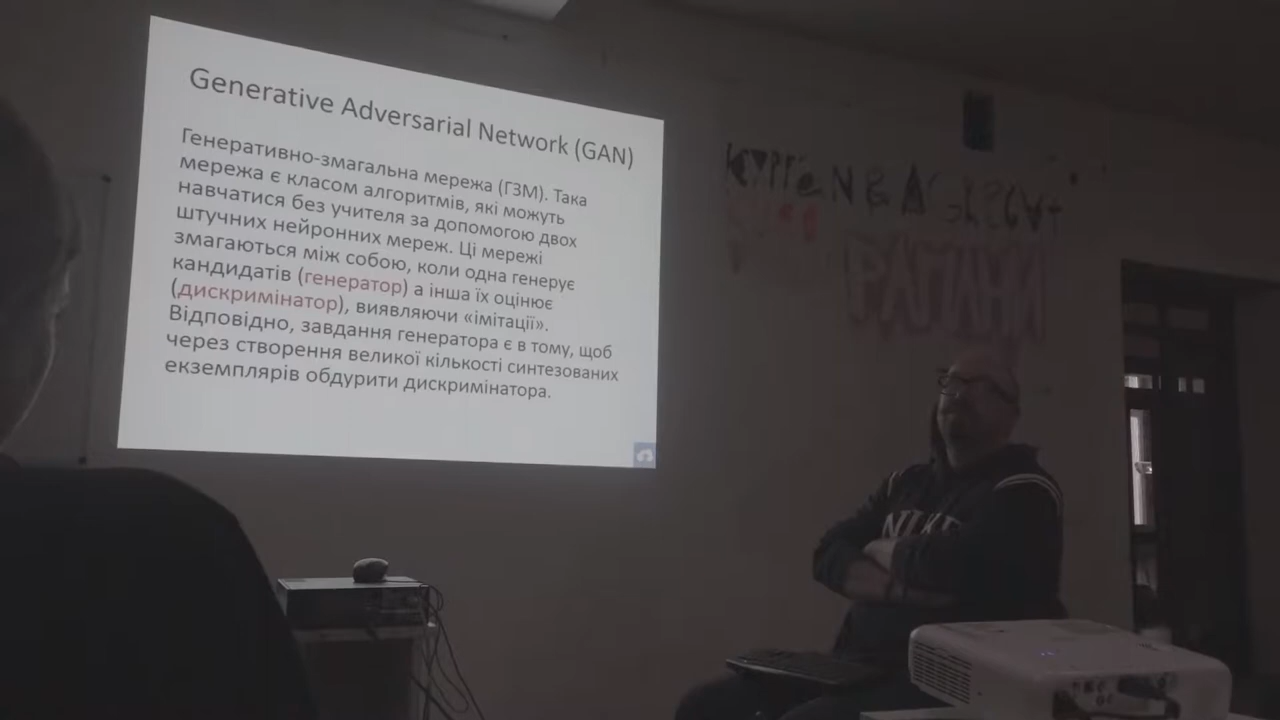 Generative Adversarial Network (GAN)
Генеративно-змагальна мережа (ГЗМ). Така
мережа є класом алгоритмів, які можуть
навчатися без учителя за допомогою двох
штучних нейронних мереж. Ці мережі
змагаються між собою, коли одна генерує
кандидатів (генератор) а інша їх оцінює
(дискримінатор), виявляючи «імітації».
Відповідно, завдання генератора є в тому, щоб
через створення великої кількості синтезованих
екземплярів обдурити дискримінатора.
NIKE